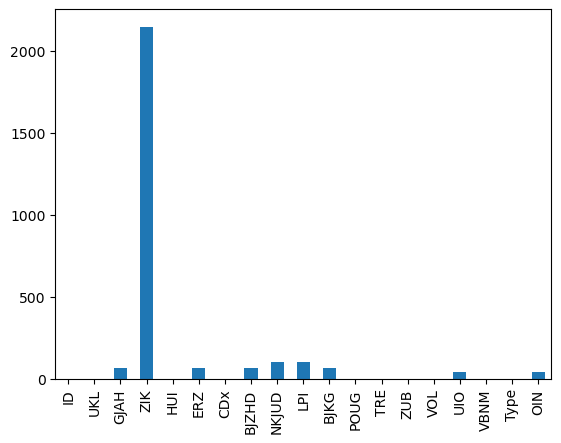 2000
1500
1000
500
0
ID
UKL
GJAH
ZIK
HUI
ERZ
CDx
BJZHD
NKJUD
LPI
BJKG
POUG
TRE
ZUB
VOL
UIO
VBNM
Type
OIN